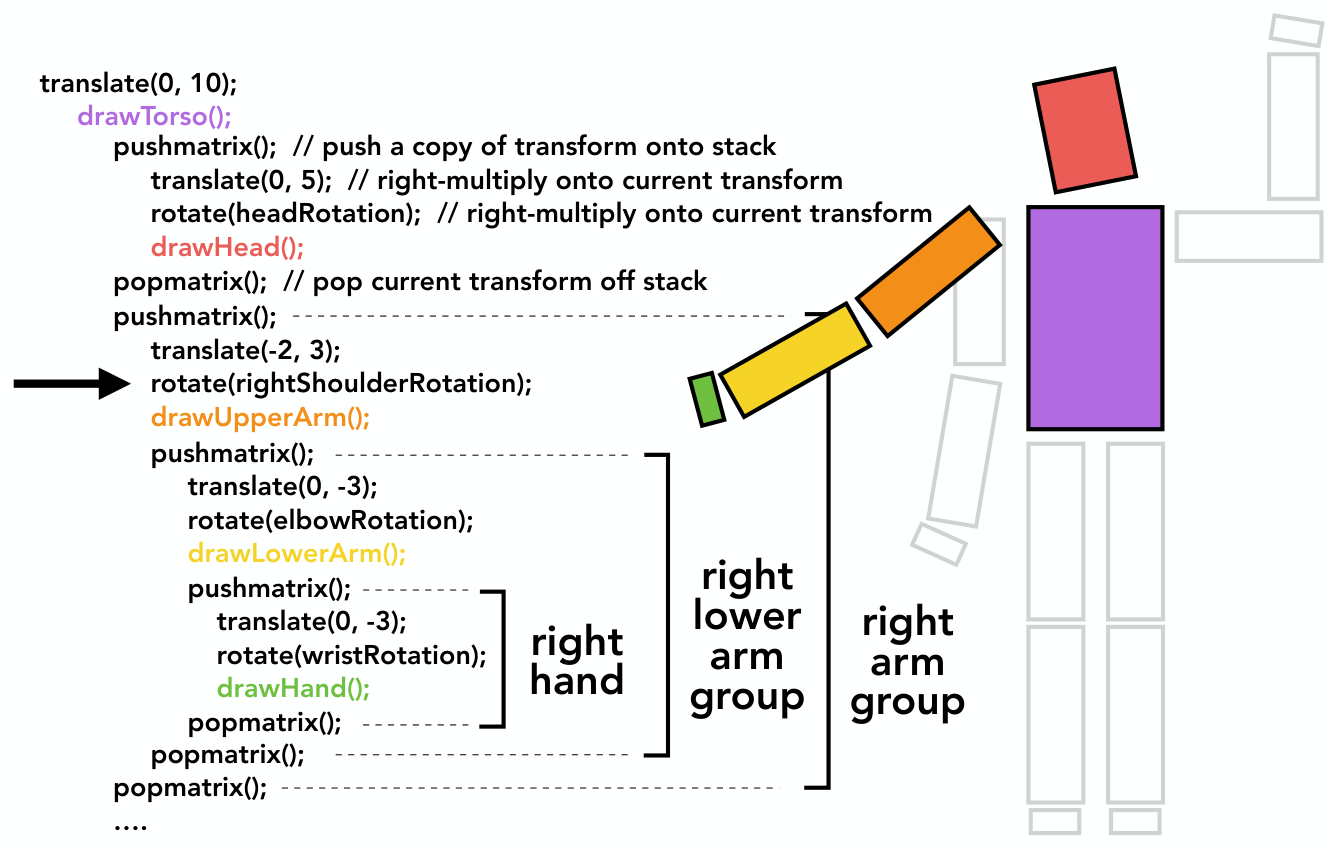 translate(0, 10);
drawTorso();
pushmatrix();  // push a copy of transform onto stack
translate(0, 5);  // right-multiply onto current transform
rotate(headRotation);  // right-multiply onto current transform
drawHead();
popmatrix();  // pop current transform off stack
pushmatrix();
translate(-2, 3);
rotate(rightShoulderRotation);
drawUpperArm();
pushmatrix();
translate(0, -3);
rotate(elbowRotation);
drawLowerArm();
pushmatrix();
translate(0, -3);
rotate(wristRotation);
drawHand();
popmatrix();
popmatrix();
popmatrix();
....
right
hand
right
lower
arm
group
right
arm
group